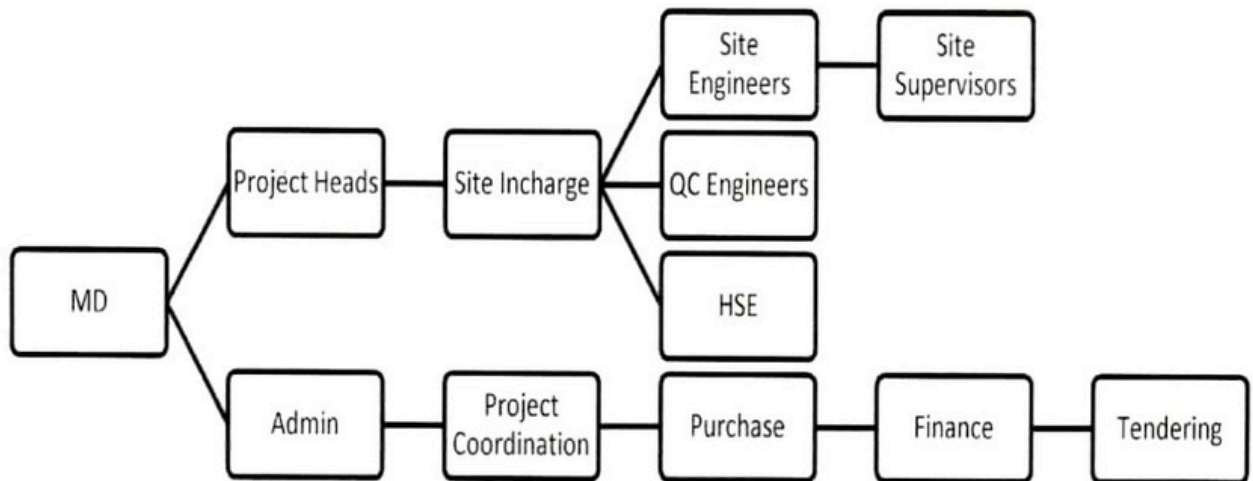 Site
Engineers
Site
Supervisors
Project Heads
Site Incharge
QC Engineers
MD
HSE
Admin
Project
Coordination
Purchase
Finance
Tendering